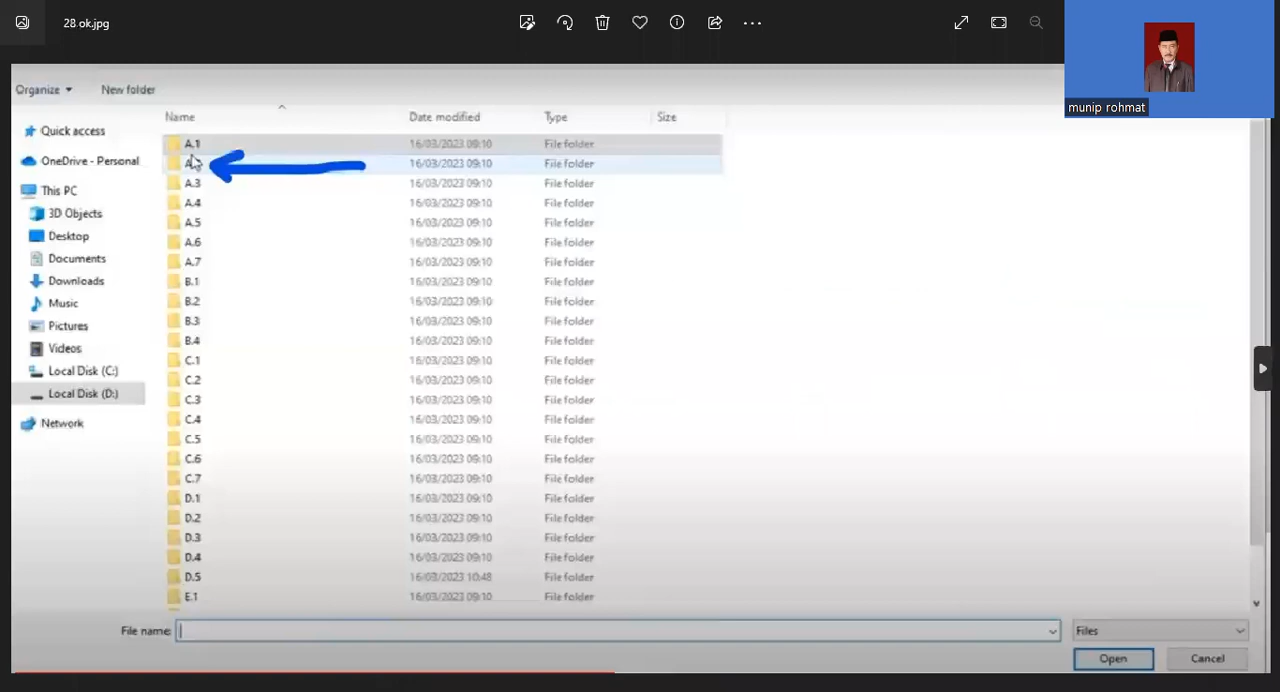 28 ok.jpg
munip rohmat
Organize New folder
Name Date modified Type Size
Quick access
OneDrive - Personal
This PC
3D Objects
Desktop
Documents
Downloads
Music
Pictures
Videos
Local Disk (C:)
Local Disk (D:)
Network
A.1 16/03/2023 09:10 File folder
16/03/2023 09:10 File folder
A.3 16/03/2023 09:10 File folder
A.4 16/03/2023 09:10 File folder
A.5 16/03/2023 09:10 File folder
A.6 16/03/2023 09:10 File folder
A.7 16/03/2023 09:10 File folder
B.1 16/03/2023 09:10 File folder
B.2 16/03/2023 09:10 File folder
B.3 16/03/2023 09:10 File folder
B.4 16/03/2023 09:10 File folder
C.1 16/03/2023 09:10 File folder
C.2 16/03/2023 09:10 File folder
C.3 16/03/2023 09:10 File folder
C.4 16/03/2023 09:10 File folder
C.5 16/03/2023 09:10 File folder
C.6 16/03/2023 09:10 File folder
C.7 16/03/2023 09:10 File folder
D.1 16/03/2023 09:10 File folder
D.2 16/03/2023 09:10 File folder
D.3 16/03/2023 09:10 File folder
D.4 16/03/2023 09:10 File folder
D.5 16/03/2023 10:48 File folder
E.1 16/03/2023 09:10 File folder
File name: Files
Open Cancel